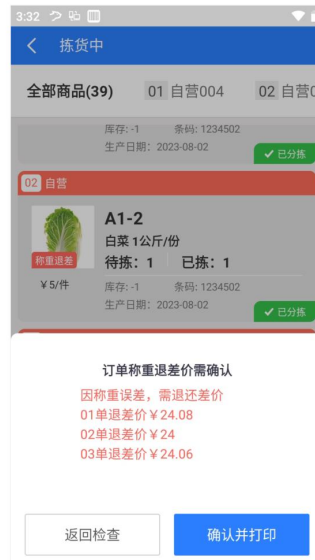 3:32
拣货中
全部商品(39) 01 自营004 02 自营0
库存: -1 条码: 1234502
生产日期: 2023-08-02
已分拣
02 自营
A1-2
白菜 1公斤/份
称重退差
待拣: 1 已拣: 1
￥5/件
库存: -1 条码: 1234502
生产日期: 2023-08-02
已分拣
订单称重退差价需确认
因称重误差，需退还差价
01单退差价￥24.08
02单退差价￥24
03单退差价￥24.06
返回检查 确认并打印